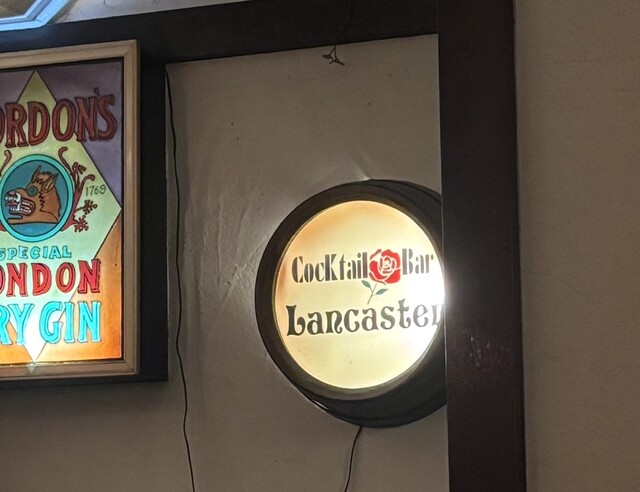 ORDON'S
1769
SPECIAL
ONDON
RY GIN
Cocktail Bar
Lancaster